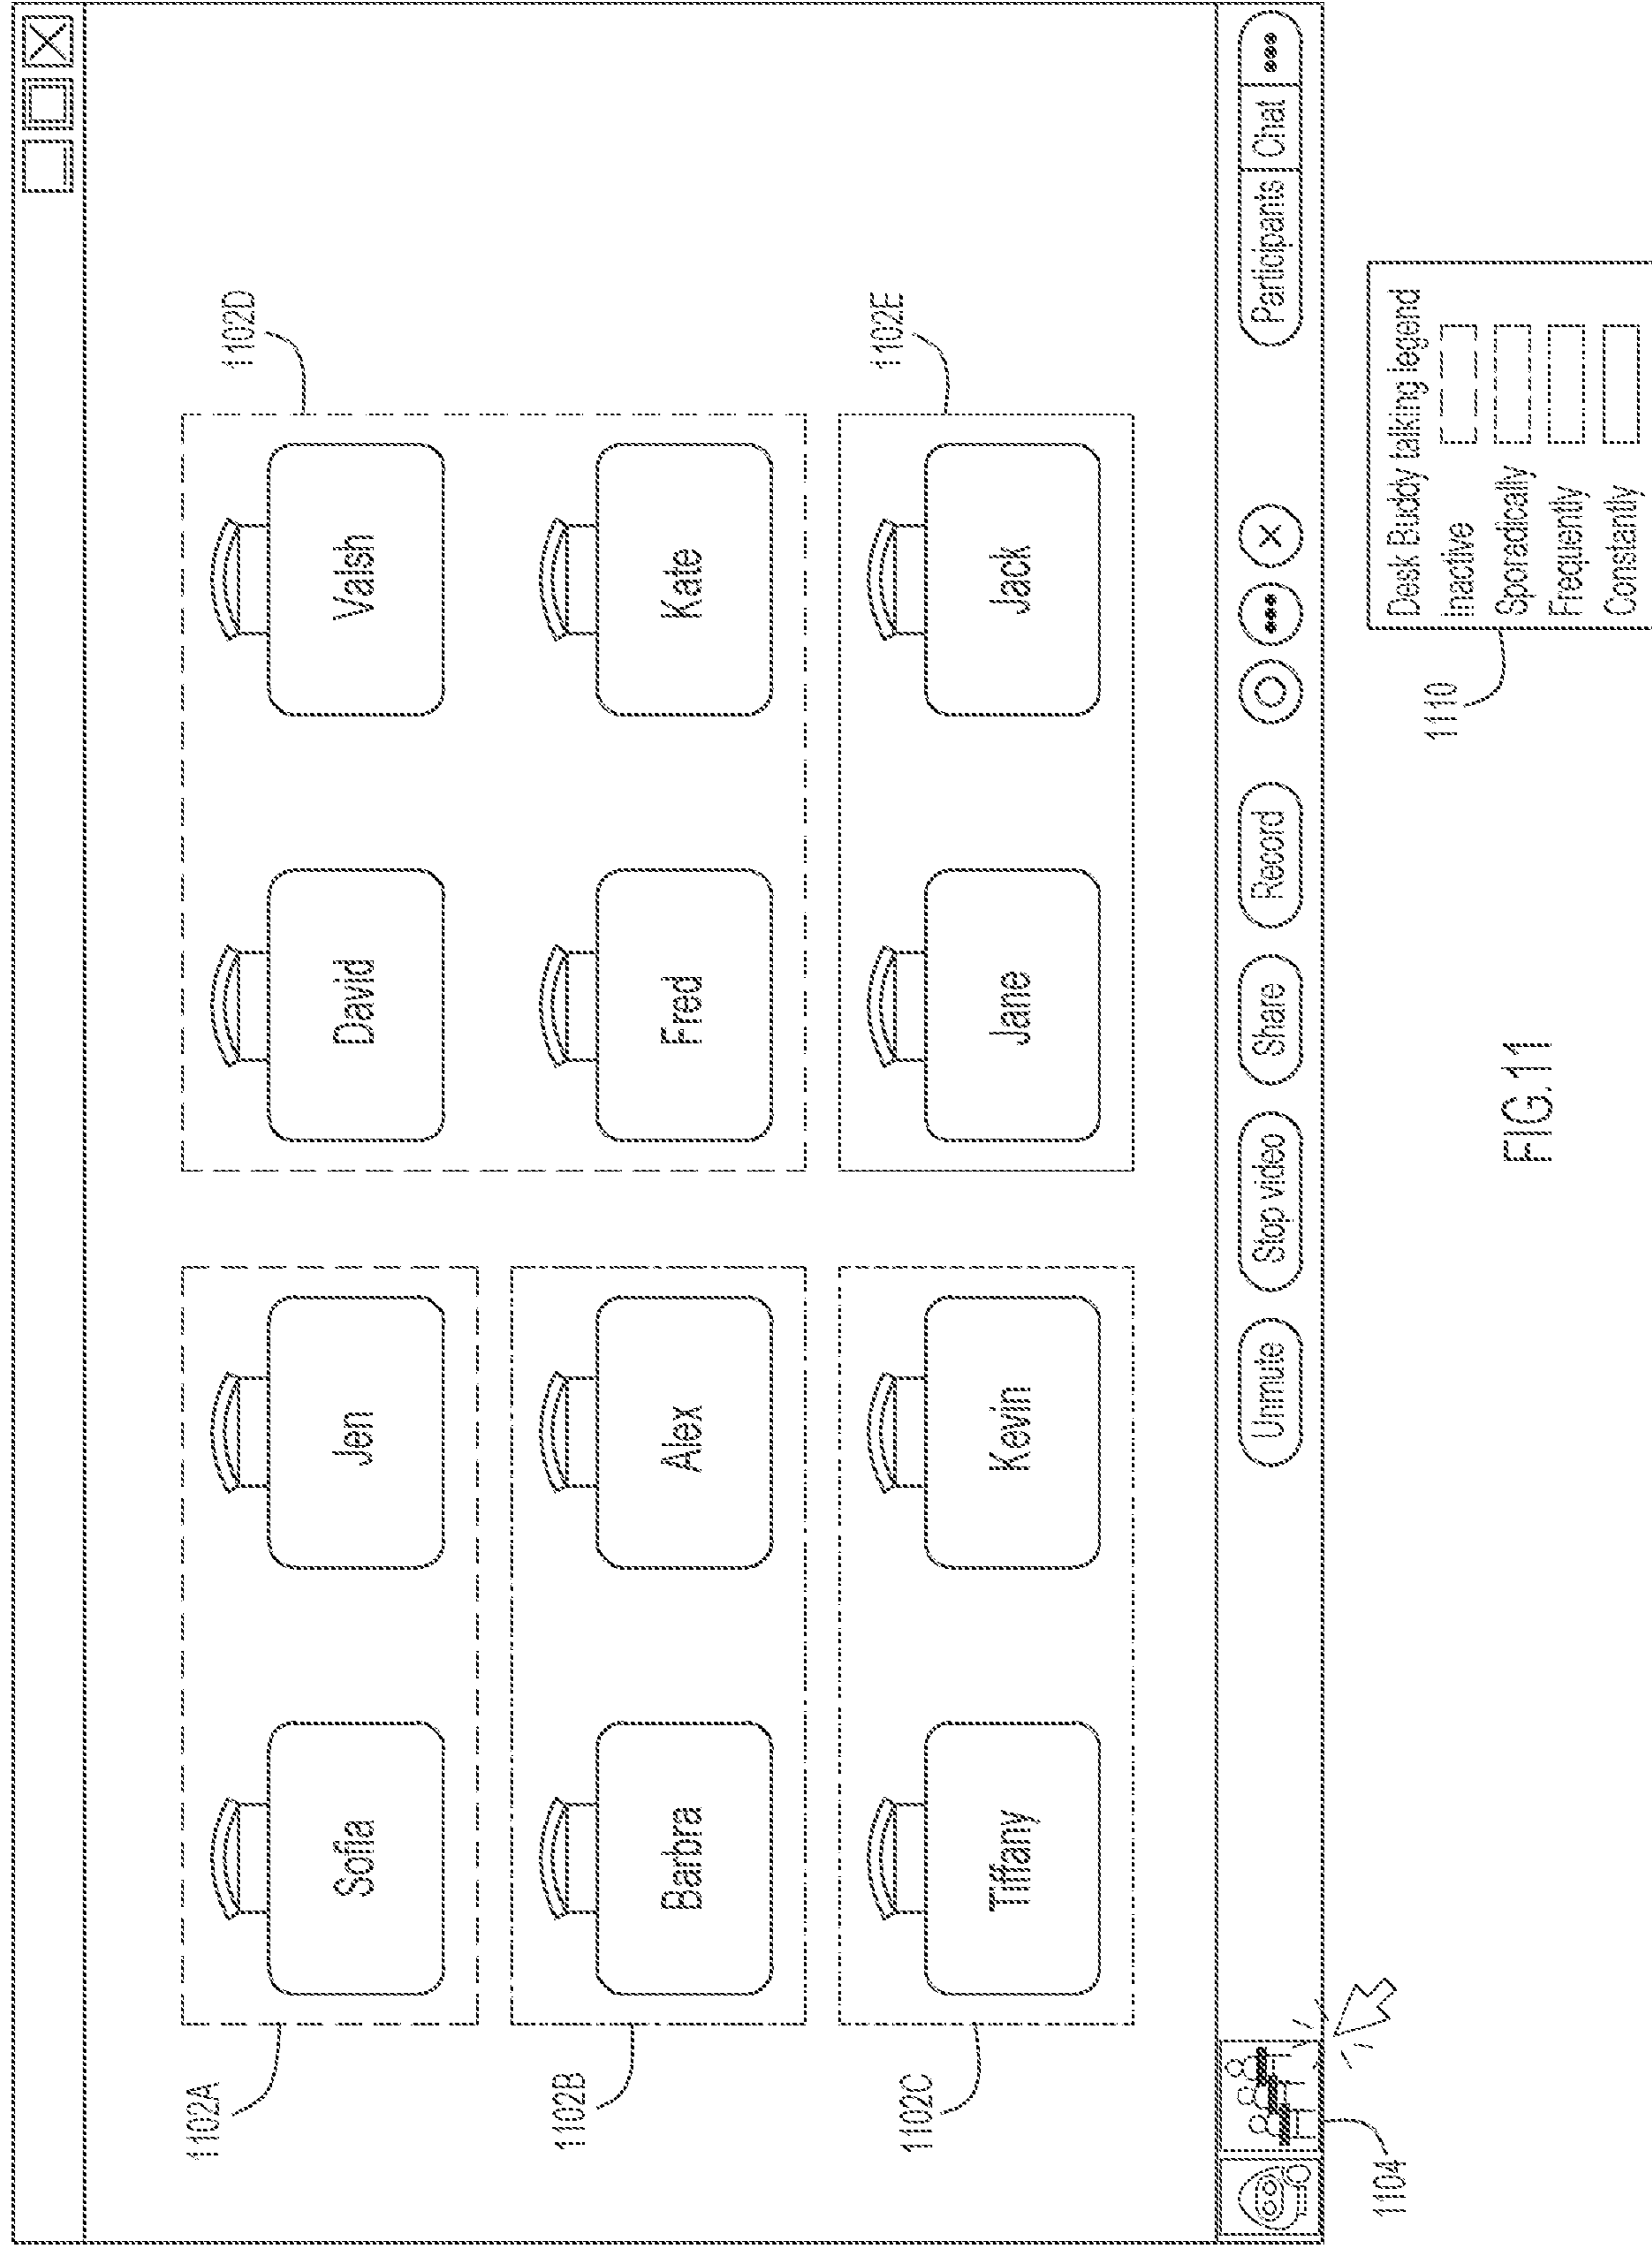 1102A
Sofia
Jen
David
Valsh
1102D
1102B
Barbra
Alex
Fred
Kate
1102C
Tiffany
Kevin
Jane
Jack
1102E
Unmute
Stop video
Share
Record
Participants
Chat
1104
1110
Desk Buddy talking legend
Inactive
Sporadically
Frequently
Constantly
FIG.11